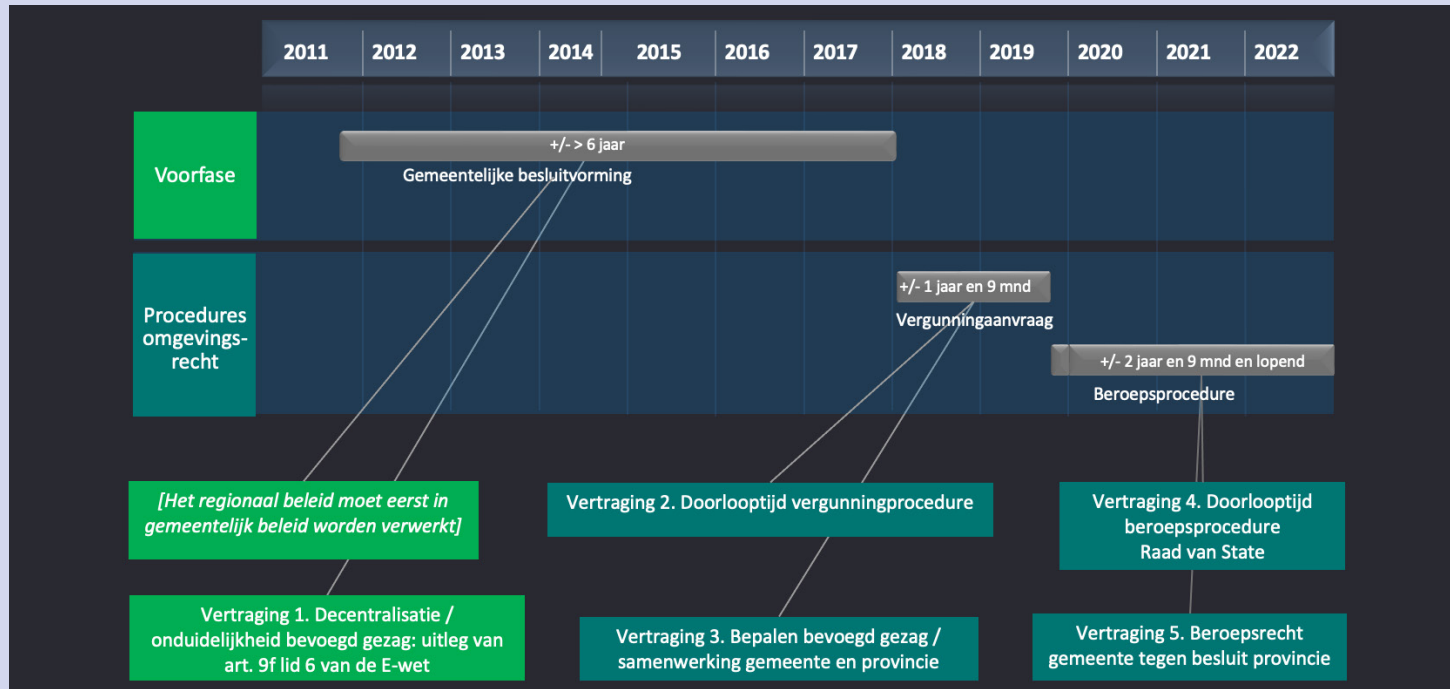 2011 2012 2013 2014 2015 2016 2017 2018 2019 2020 2021 2022
Voorfase
+/- > 6 jaar
Gemeentelijke besluitvorming
Procedures
omgevings-
recht
+/- 1 jaar en 9 mnd
Vergunningaanvraag
+/- 2 jaar en 9 mnd en lopend
Beroepsprocedure
[Het regionaal beleid moet eerst in
gemeentelijk beleid worden verwerkt]
Vertraging 2. Doorlooptijd vergunningprocedure
Vertraging 4. Doorlooptijd
beroepsprocedure
Raad van State
Vertraging 1. Decentralisatie /
onduidelijkheid bevoegd gezag: uitleg van
art. 9f lid 6 van de E-wet
Vertraging 3. Bepalen bevoegd gezag /
samenwerking gemeente en provincie
Vertraging 5. Beroepsrecht
gemeente tegen besluit provincie